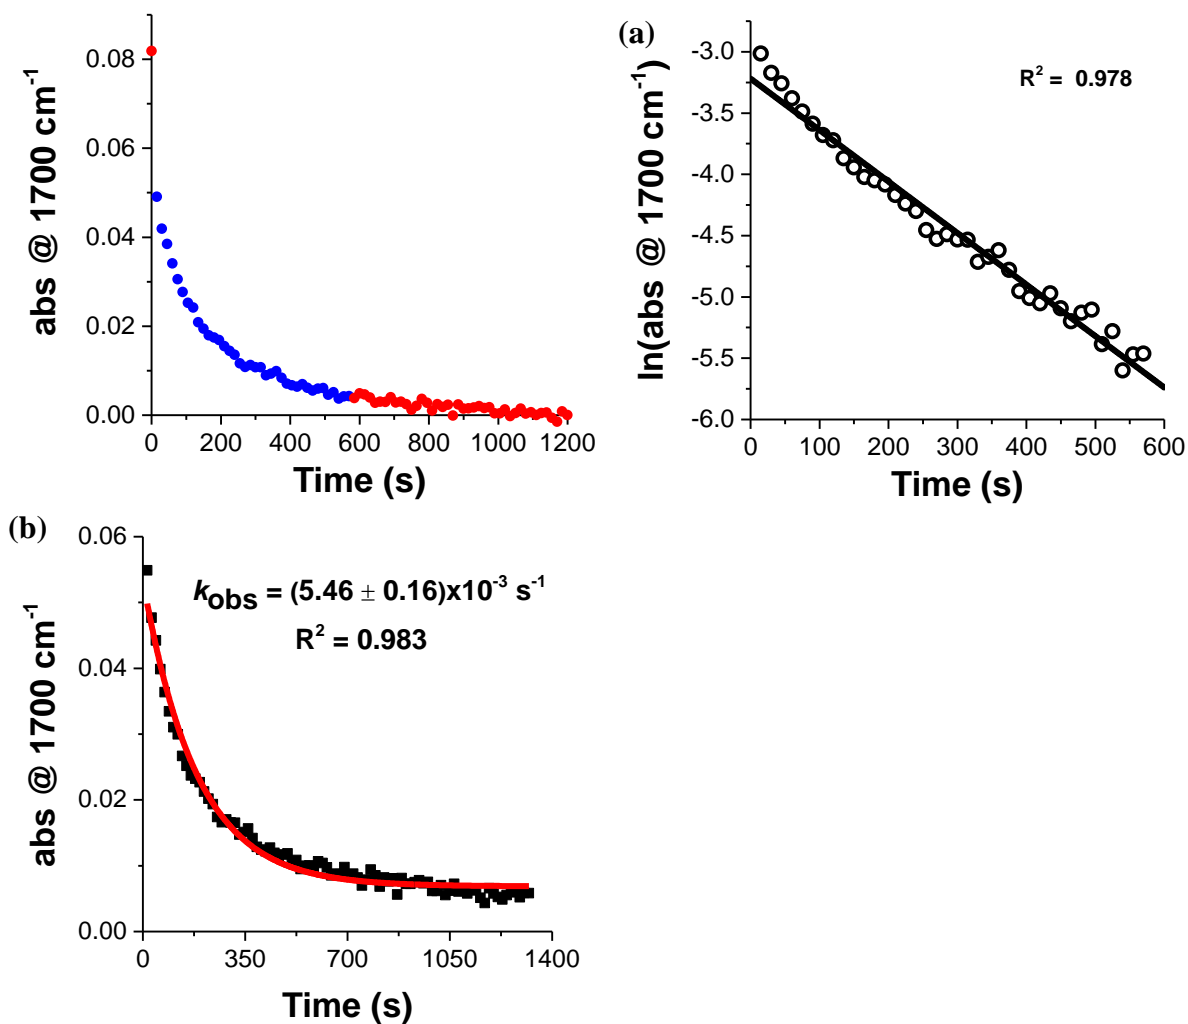 abs @ 1700 cm-1
0.08
0.06
0.04
0.02
0.00
0 200 400 600 800 1000 1200
Time (s)
(a)
ln(abs @ 1700 cm-1)
R2 = 0.978
-3.0
-3.5
-4.0
-4.5
-5.0
-5.5
-6.0
0 100 200 300 400 500 600
Time (s)
(b)
abs @ 1700 cm-1
kobs = (5.46 ± 0.16)x10-3 s-1
R2 = 0.983
0.06
0.04
0.02
0.00
0 350 700 1050 1400
Time (s)